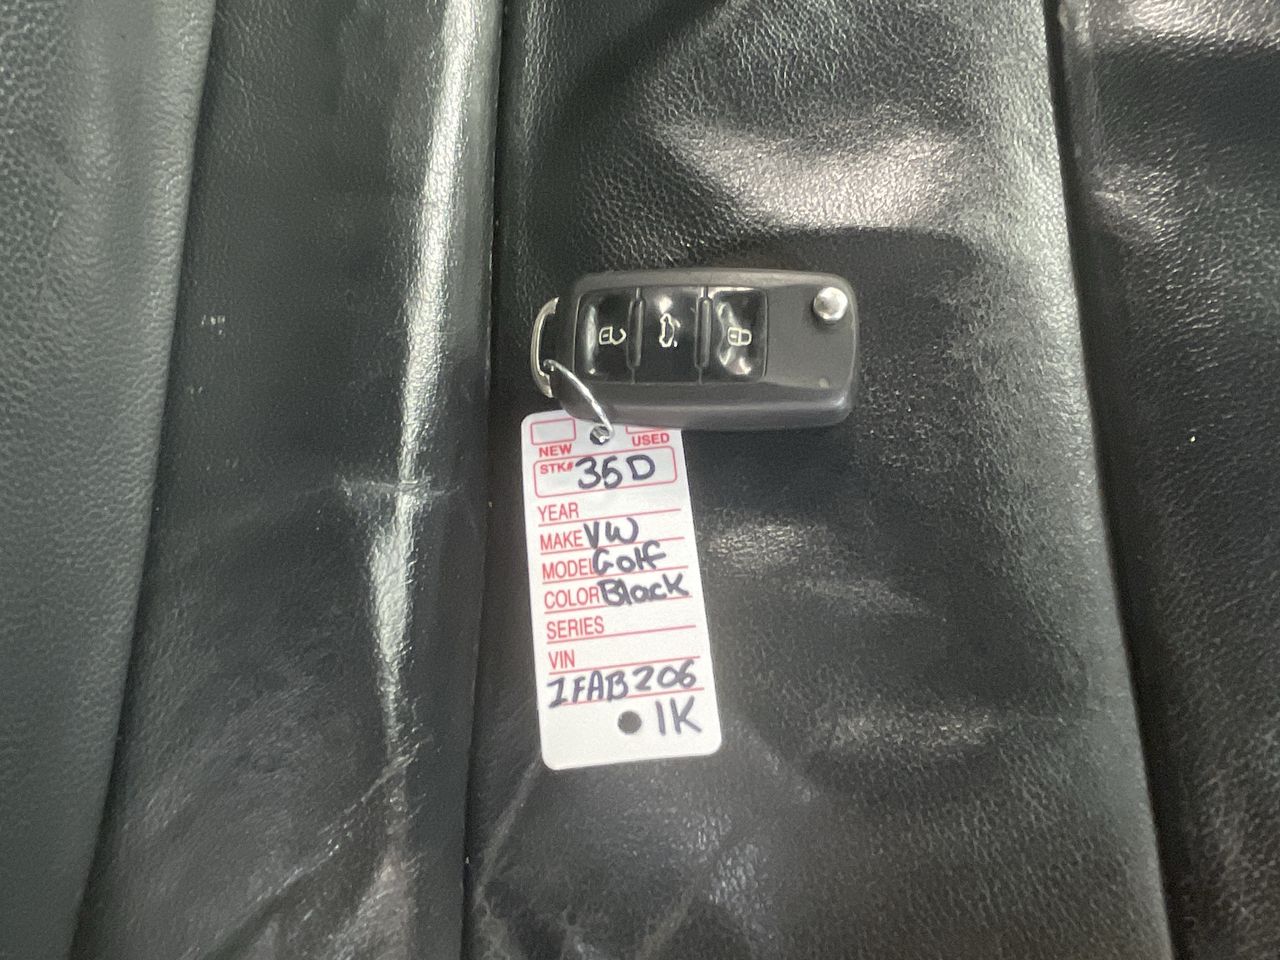 NEW USED
STK# 35D
YEAR
MAKE VW
MODEL Golf
COLOR Black
SERIES
VIN
1FAB206
1K